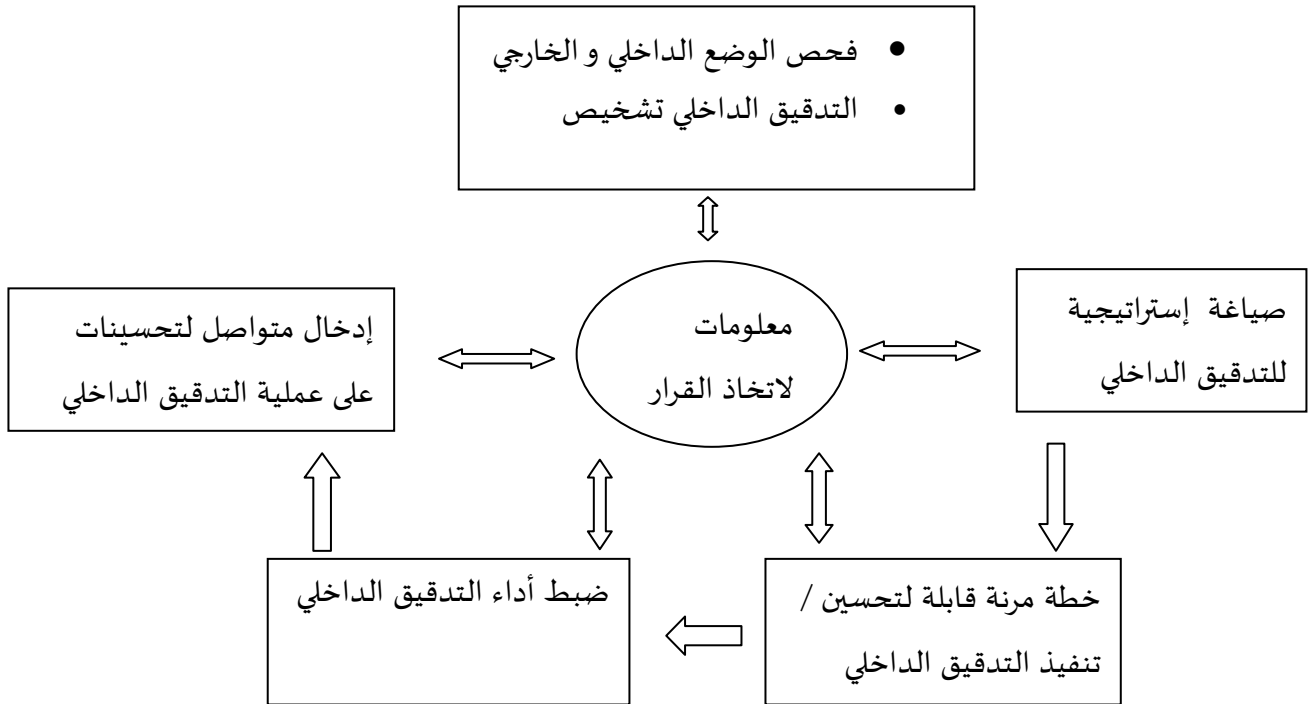 • فحص الوضع الداخلي و الخارجي
• التدقيق الداخلي تشخيص
صياغة إستراتيجية
للتدقيق الداخلي
معلومات
لاتخاذ القرار
إدخال متواصل لتحسينات
على عملية التدقيق الداخلي
خطة مرنة قابلة لتحسين /
تنفيذ التدقيق الداخلي
ضبط أداء التدقيق الداخلي